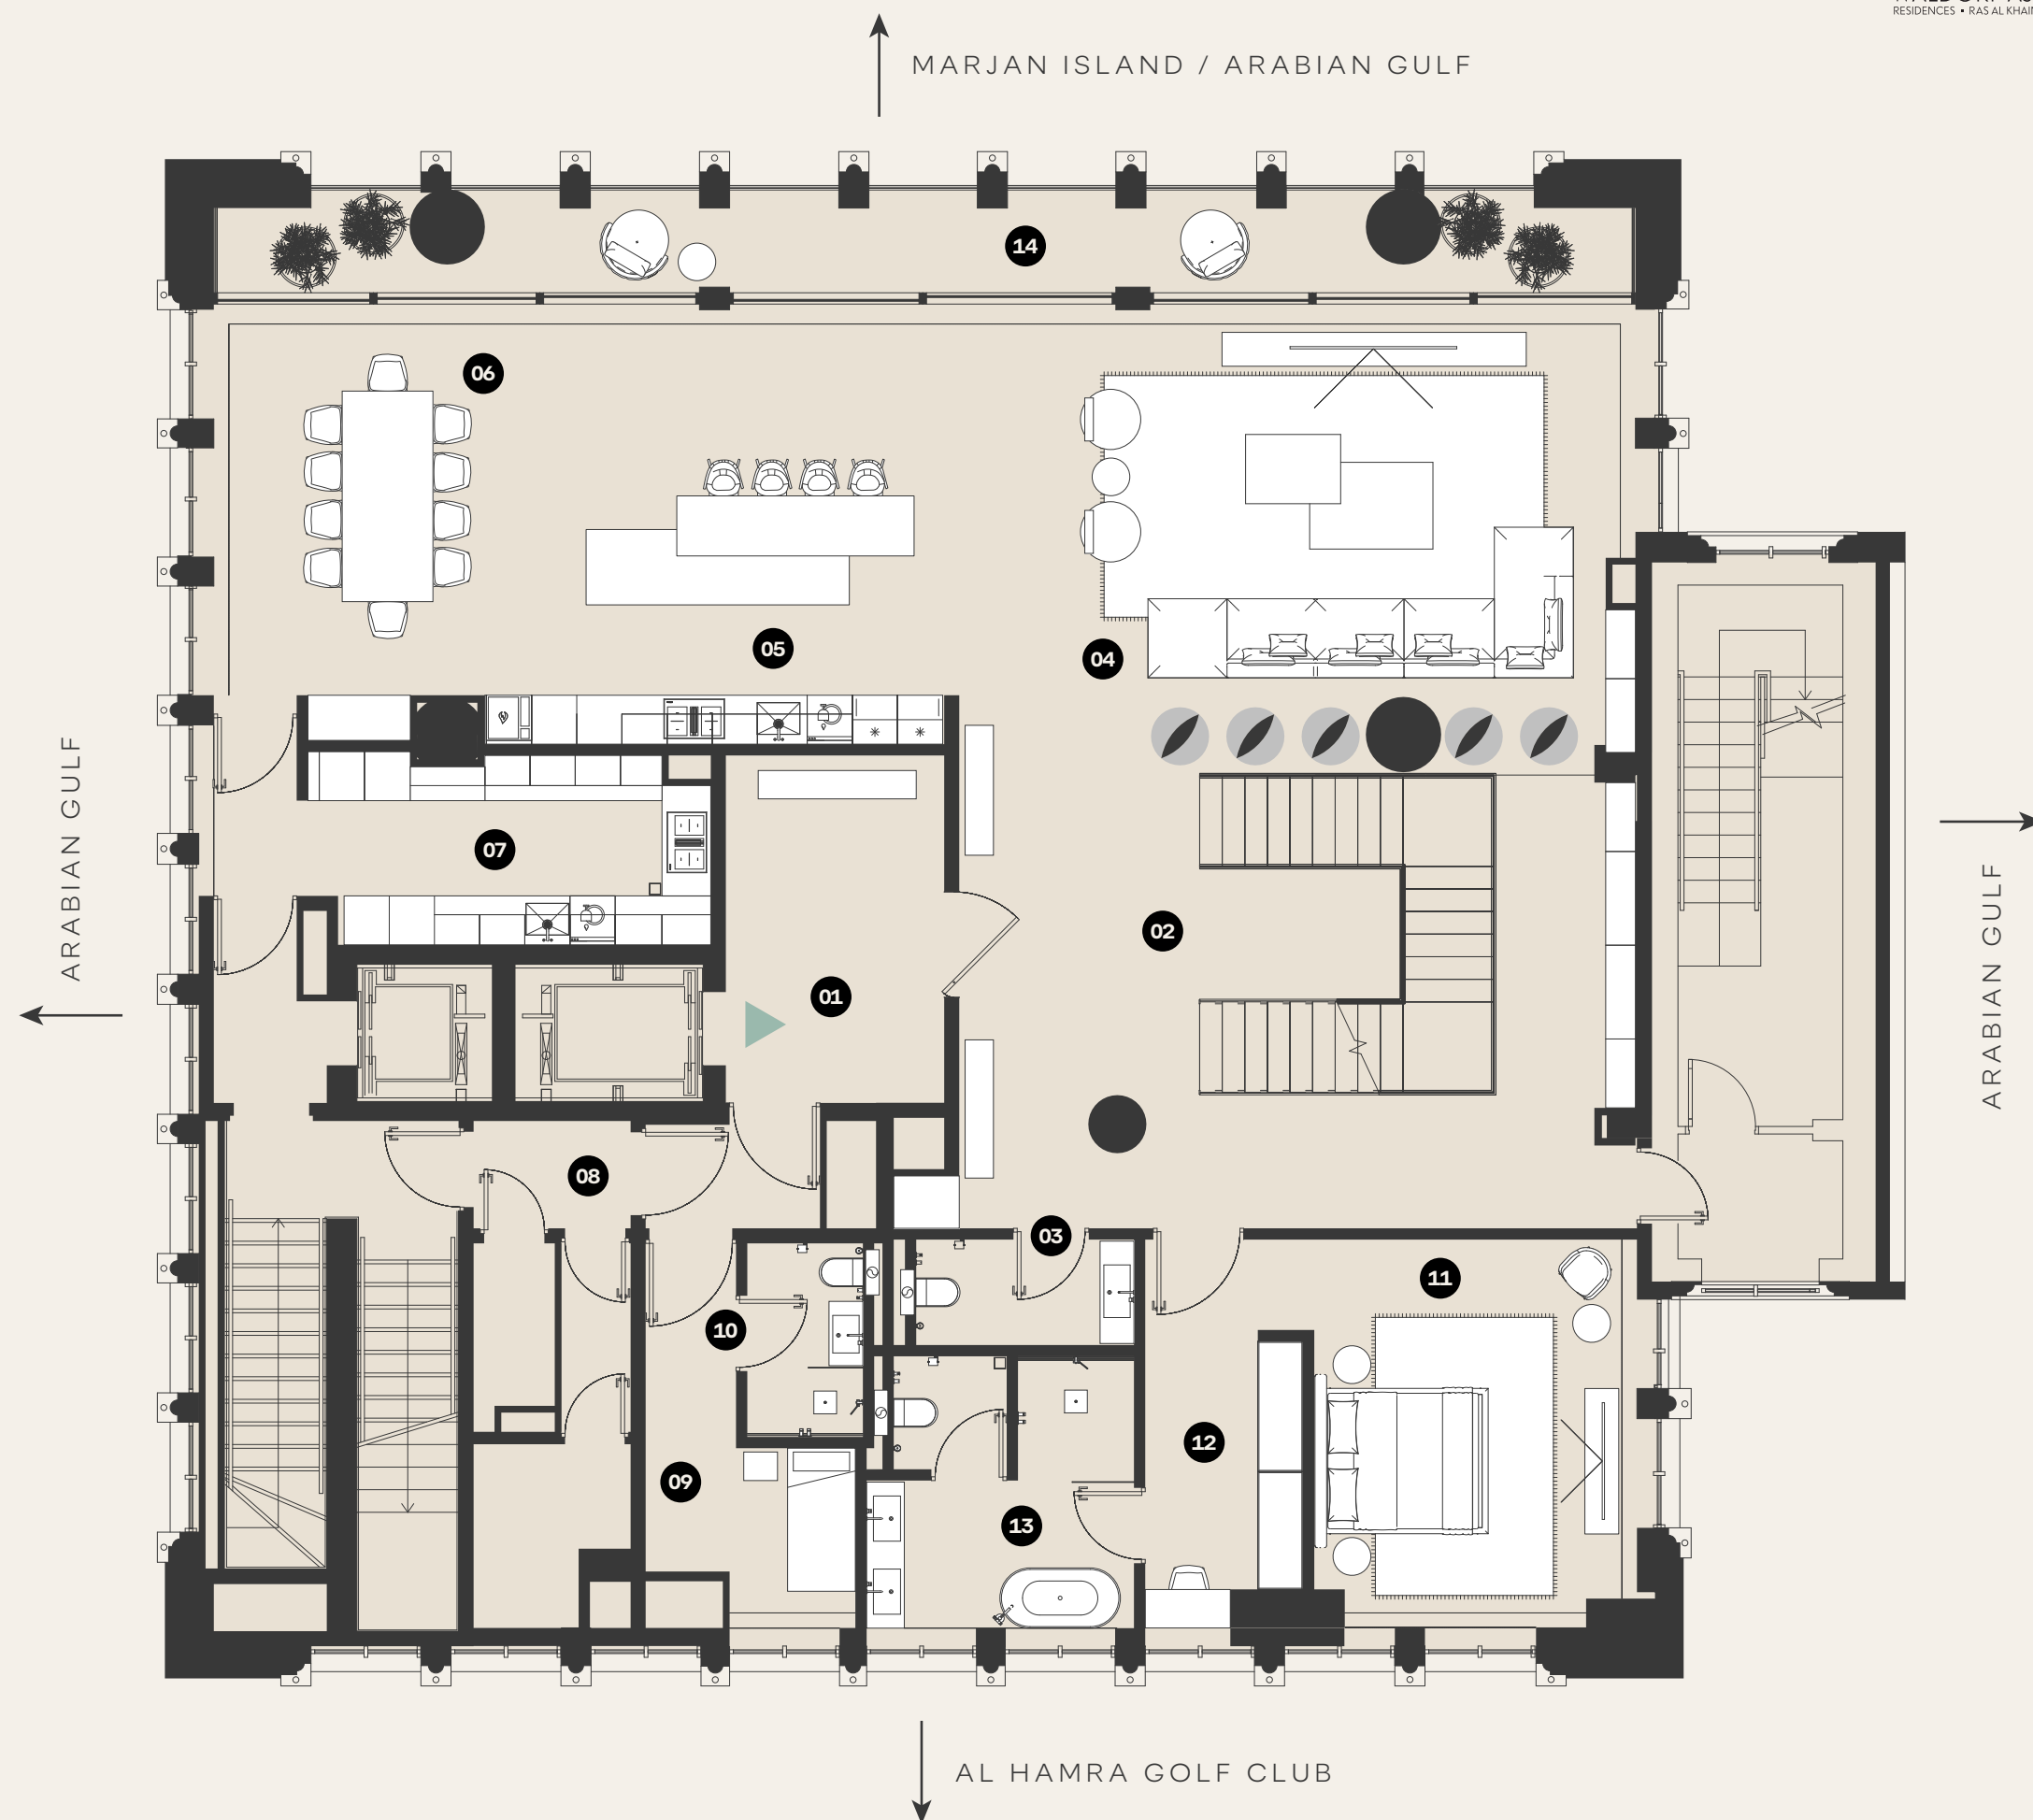 RESIDENCES • RAS AL KHAIM
MARJAN ISLAND / ARABIAN GULF
14
06
05
04
ARABIAN GULF
07
02
01
ARABIAN GULF
08
03
11
10
12
09
13
AL HAMRA GOLF CLUB